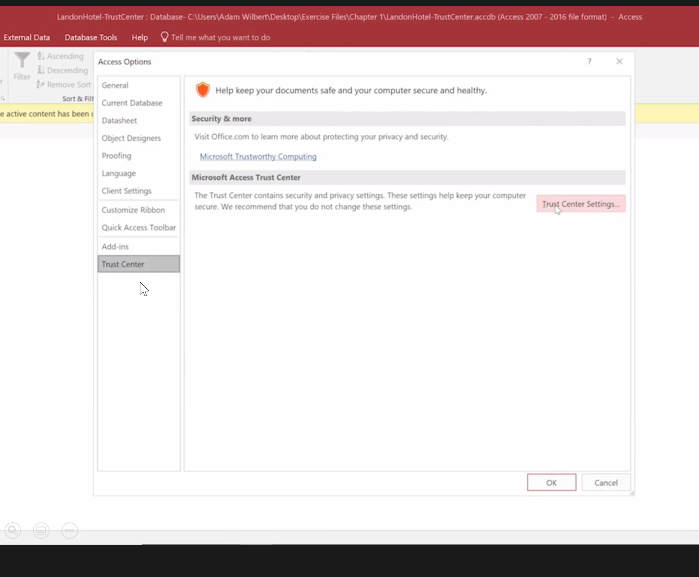 LandonHotel-TrustCenter : Database- C:\Users\Adam Wilbert\Desktop\Exercise Files\Chapter 1\LandonHotel-TrustCenter.accdb (Access 2007 - 2016 file format) - Access
External Data Database Tools Help Tell me what you want to do
Filter
Ascending
Descending
Remove Sort
Sort & Filt
e active content has been d
Access Options
?
General
Current Database
Datasheet
Object Designers
Proofing
Language
Client Settings
Customize Ribbon
Quick Access Toolbar
Add-ins
Trust Center
Help keep your documents safe and your computer secure and healthy.
Security & more
Visit Office.com to learn more about protecting your privacy and security.
Microsoft Trustworthy Computing
Microsoft Access Trust Center
The Trust Center contains security and privacy settings. These settings help keep your computer
secure. We recommend that you do not change these settings.
Trust Center Settings...
OK Cancel